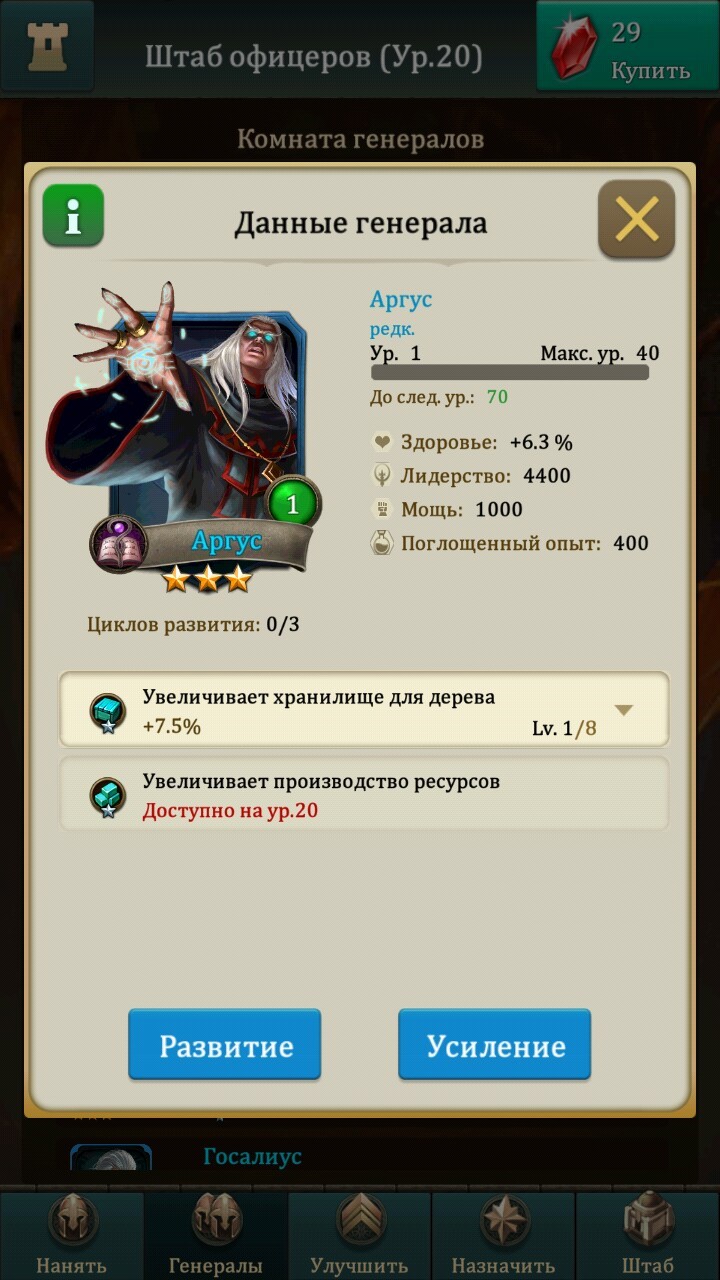 Штаб офицеров (Ур.20)
29
Купить
Комната генералов
Данные генерала
Аргус
редк.
Ур. 1 Макс. ур. 40
До след. ур.: 70
Здоровье: +6.3 %
Лидерство: 4400
Мощь: 1000
Поглощенный опыт: 400
1
Аргус
Циклов развития: 0/3
Увеличивает хранилище для дерева
+7.5% Lv. 1/8
Увеличивает производство ресурсов
Доступно на ур.20
Развитие Усиление
Госалиус
Нанять Генералы Улучшить Назначить Штаб